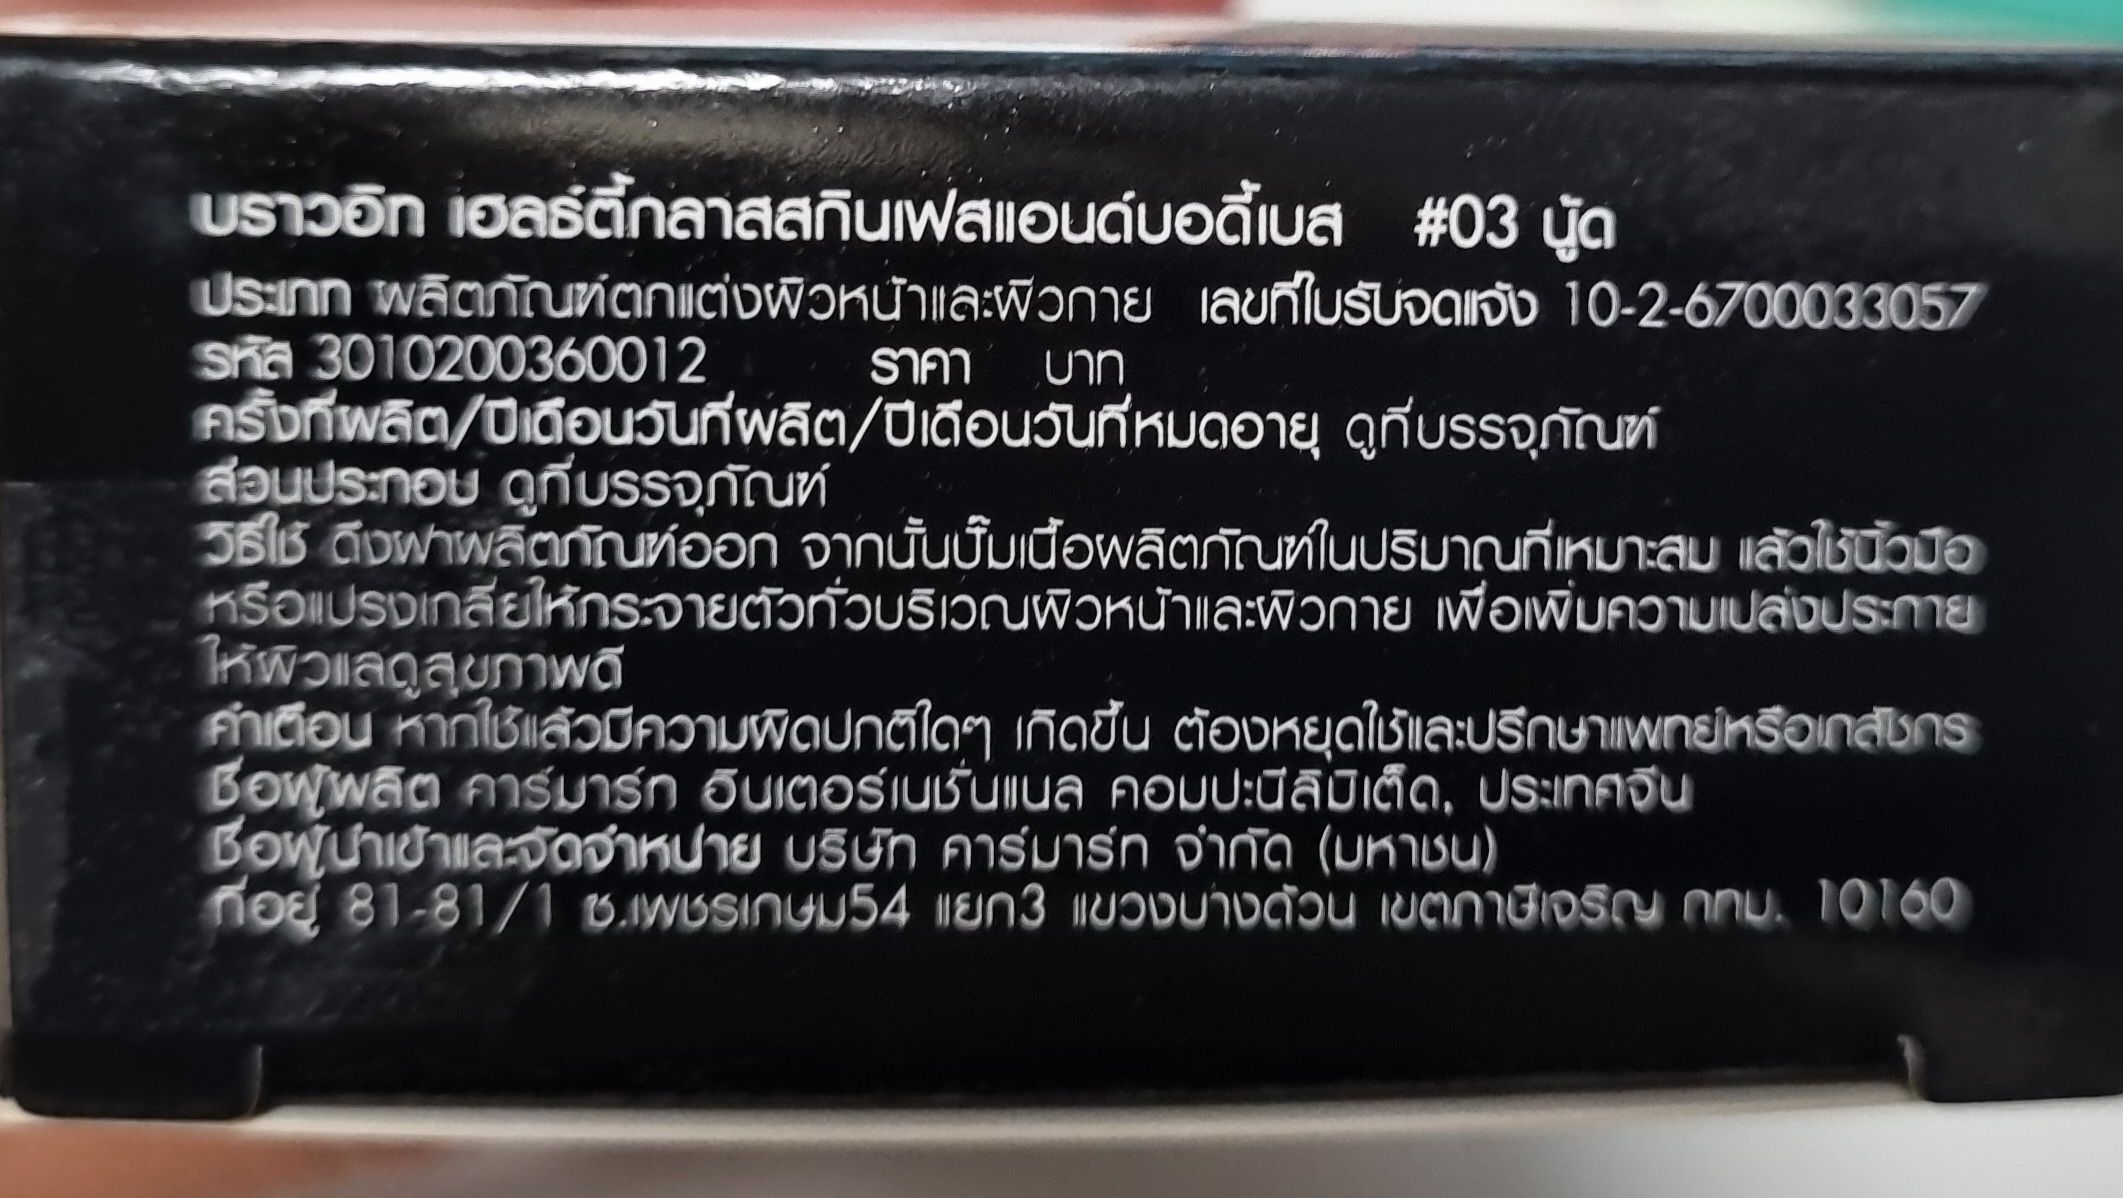 บราวอิท เฮลธ์ตี้กลาสสกินเฟสแอนด์บอดี้เบส #03 นู้ด
ประเภท ผลิตภัณฑ์ตกแต่งผิวหน้าและผิวกาย เลขที่ใบรับจดแจ้ง 10-2-6700033057
รหัส 3010200360012 ราคา บาท
ครั้งที่ผลิต/ปีเดือนวันที่ผลิต/ปีเดือนวันที่หมดอายุ ดูที่บรรจุภัณฑ์
ส่วนประกอบ ดูที่บรรจุภัณฑ์
วิธีใช้ ดึงฝาผลิตภัณฑ์ออก จากนั้นปั๊มเนื้อผลิตภัณฑ์ในปริมาณที่เหมาะสม แล้วใช้นิ้วมือ
หรือแปรงเกลี่ยให้กระจายตัวทั่วบริเวณผิวหน้าและผิวกาย เพื่อเพิ่มความเปล่งประกาย
ให้ผิวแลดูสุขภาพดี
คำเตือน หากใช้แล้วมีความผิดปกติใดๆ เกิดขึ้น ต้องหยุดใช้และปรึกษาแพทย์หรือเภสัชกร
ชื่อผู้ผลิต คาร์มาร์ท อินเตอร์เนชั่นแนล คอมปะนีลิมิเต็ด, ประเทศจีน
ชื่อผู้นำเข้าและจัดจำหน่าย บริษัท คาร์มาร์ท จำกัด (มหาชน)
ที่อยู่ 81-81/1 ซ.เพชรเกษม54 แยก3 แขวงบางด้วน เขตภาษีเจริญ กทม. 10160